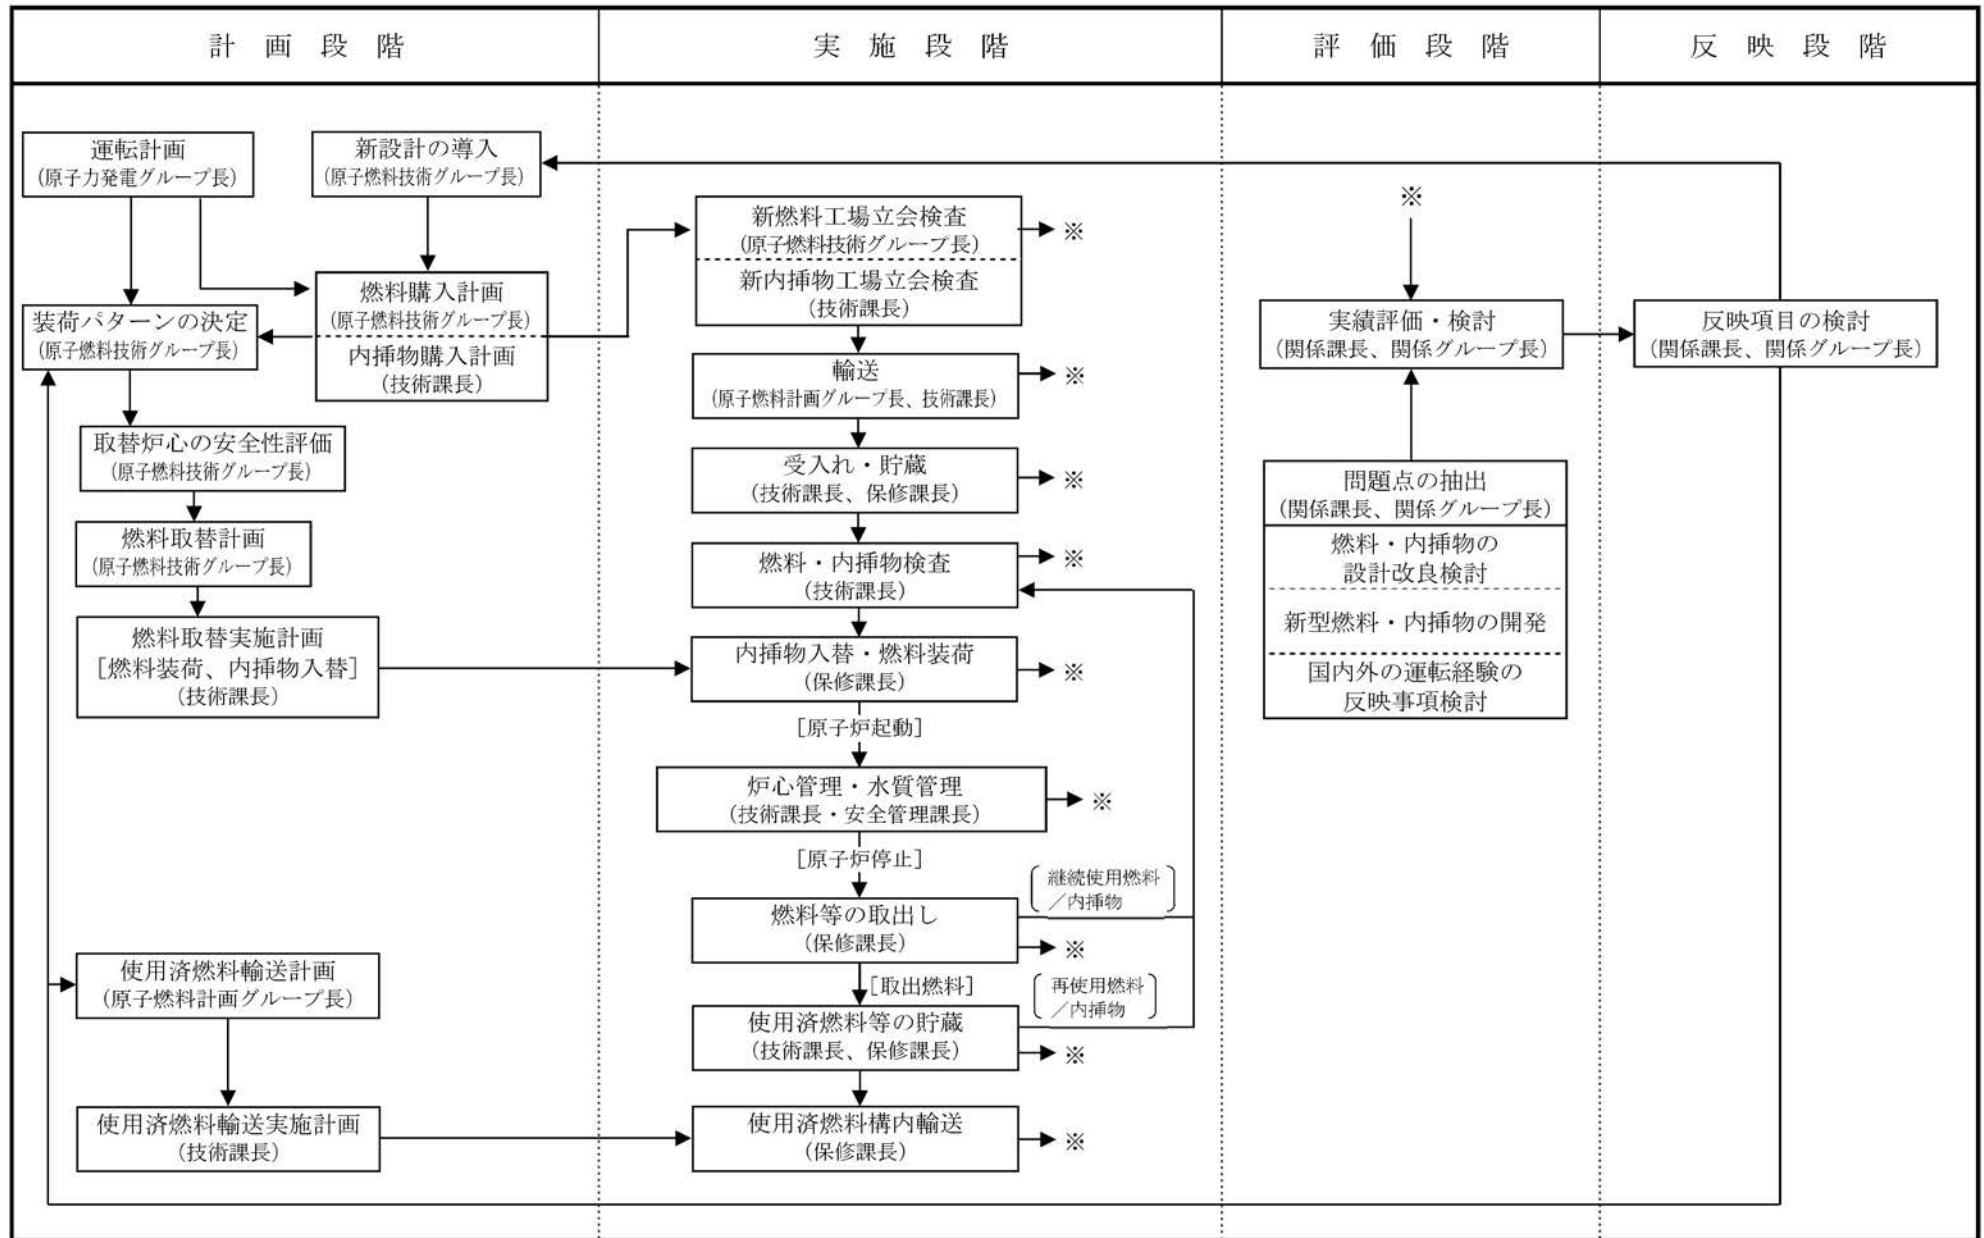 計画段階
実施段階
評価段階
反映段階
運転計画
(原子力発電グループ長)
新設計の導入
(原子燃料技術グループ長)
燃料購入計画
(原子燃料技術グループ長)
内挿物購入計画
(技術課長)
装荷パターンの決定
(原子燃料技術グループ長)
取替炉心の安全性評価
(原子燃料技術グループ長)
燃料取替計画
(原子燃料技術グループ長)
燃料取替実施計画
[燃料装荷、内挿物入替]
(技術課長)
使用済燃料輸送計画
(原子燃料計画グループ長)
使用済燃料輸送実施計画
(技術課長)
新燃料工場立会検査
(原子燃料技術グループ長)
※
新内挿物工場立会検査
(技術課長)
輸送
※
(原子燃料計画グループ長、技術課長)
受入れ・貯蔵
※
(技術課長、保修課長)
燃料・内挿物検査
※
(技術課長)
内挿物入替・燃料装荷
※
(保修課長)
[原子炉起動]
炉心管理・水質管理
※
(技術課長・安全管理課長)
[原子炉停止]
継続使用燃料
／内挿物
燃料等の取出し
(保修課長)
※
[取出燃料]
再使用燃料
／内挿物
使用済燃料等の貯蔵
(技術課長、保修課長)
※
使用済燃料構内輸送
※
(保修課長)
※
実績評価・検討
(関係課長、関係グループ長)
問題点の抽出
(関係課長、関係グループ長)
燃料・内挿物の
設計改良検討
新型燃料・内挿物の開発
国内外の運転経験の
反映事項検討
反映項目の検討
(関係課長、関係グループ長)